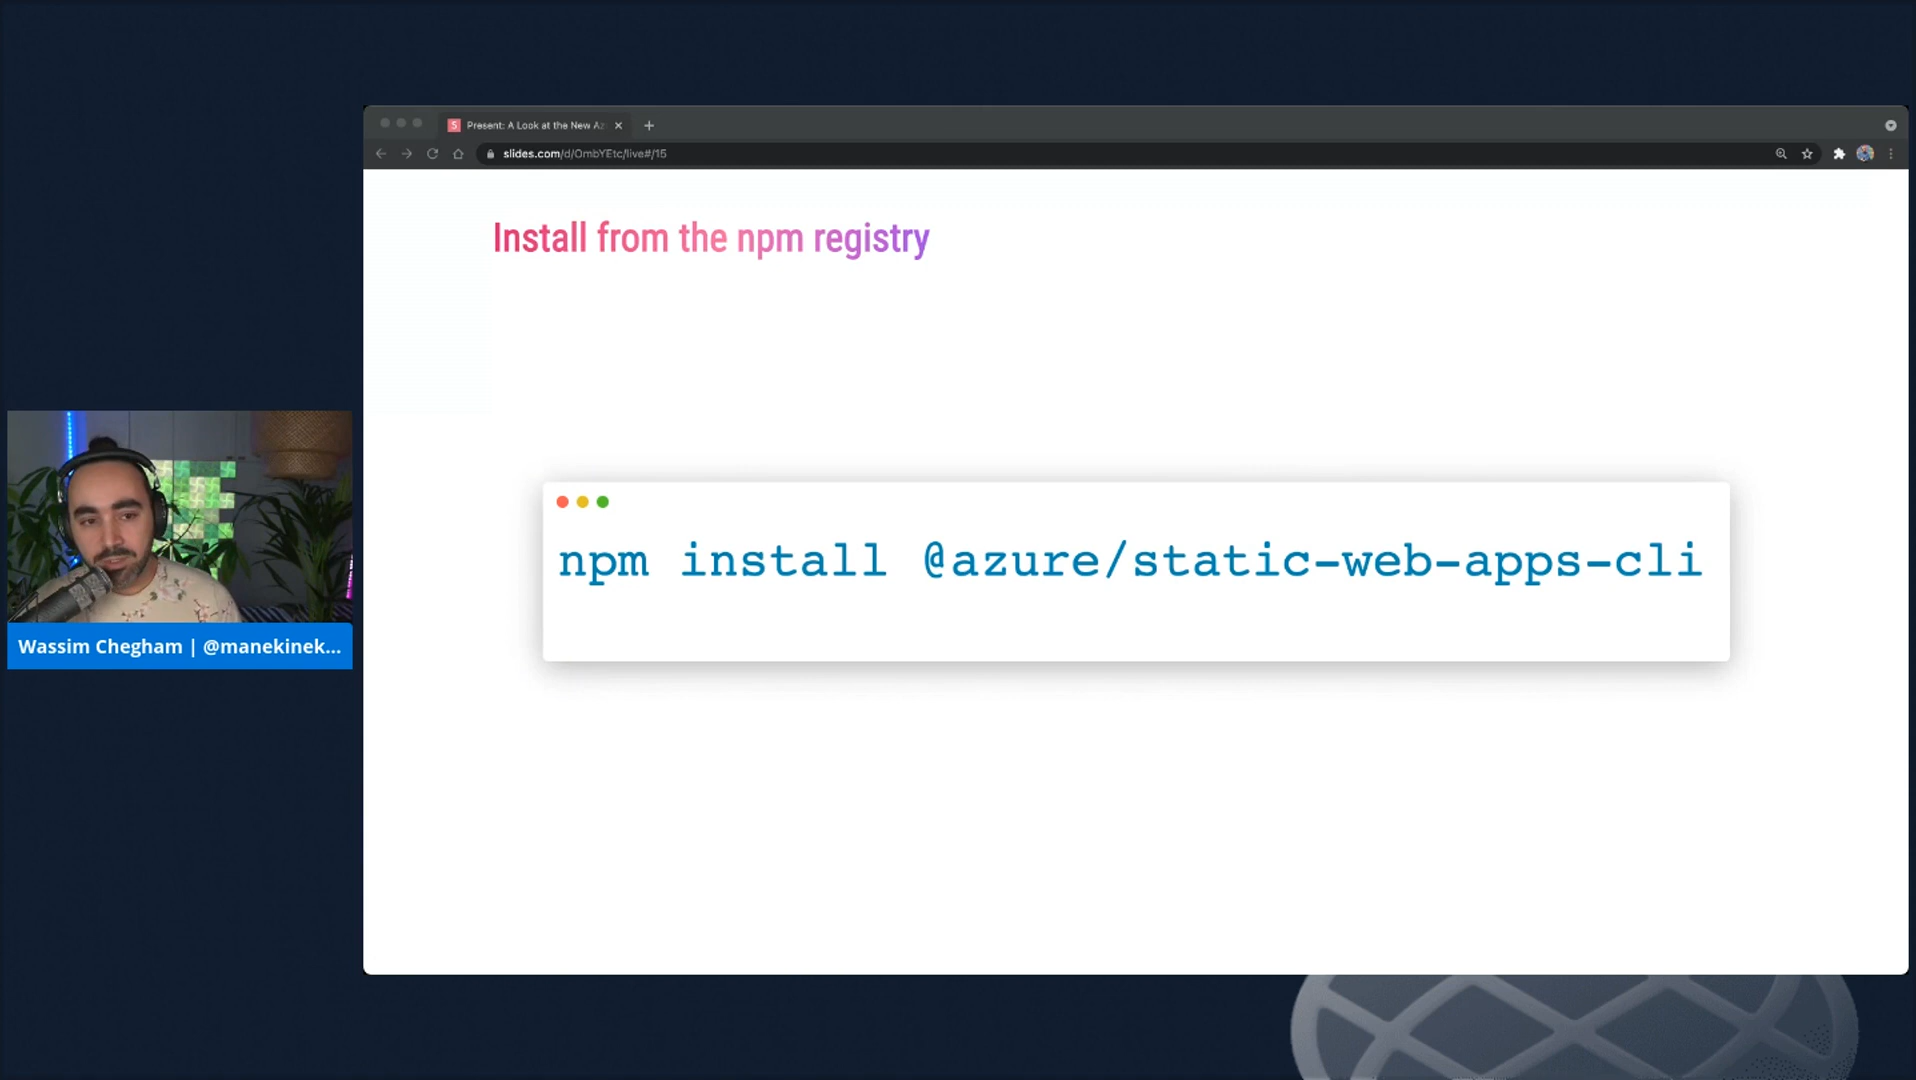 S Present: A Look at the New Az
slides.com/d/OmbYEtc/live#/15
Install from the npm registry
npm install @azure/static-web-apps-cli
Wassim Chegham | @manekinek...